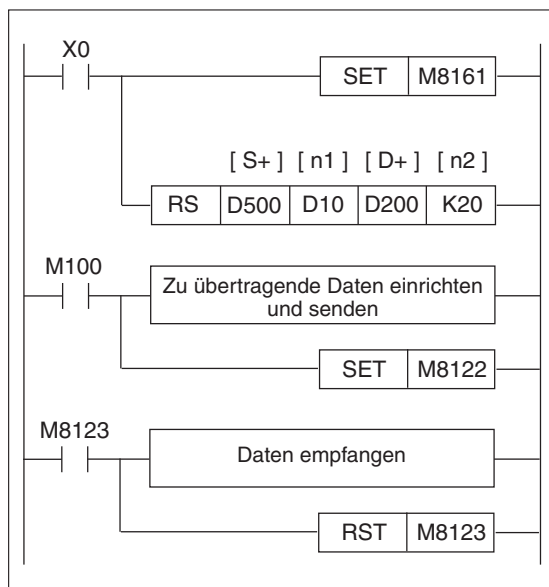 X0
SET M8161
[ S+ ] [ n1 ] [ D+ ] [ n2 ]
RS D500 D10 D200 K20
M100
Zu übertragende Daten einrichten
und senden
SET M8122
M8123
Daten empfangen
RST M8123